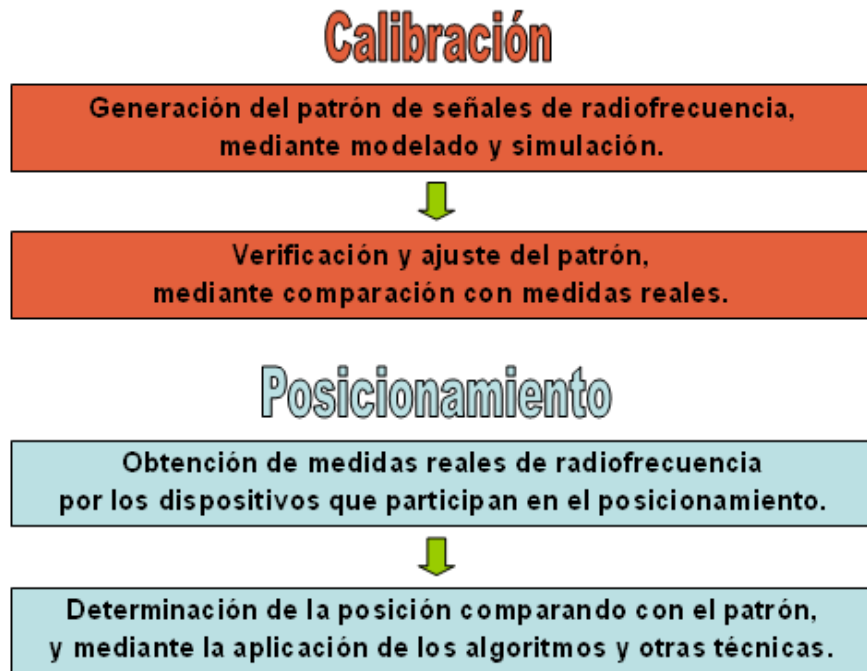 Calibración
Generación del patrón de señales de radiofrecuencia,
mediante modelado y simulación.
Verificación y ajuste del patrón,
mediante comparación con medidas reales.
Posicionamiento
Obtención de medidas reales de radiofrecuencia
por los dispositivos que participan en el posicionamiento.
Determinación de la posición comparando con el patrón,
y mediante la aplicación de los algoritmos y otras técnicas.